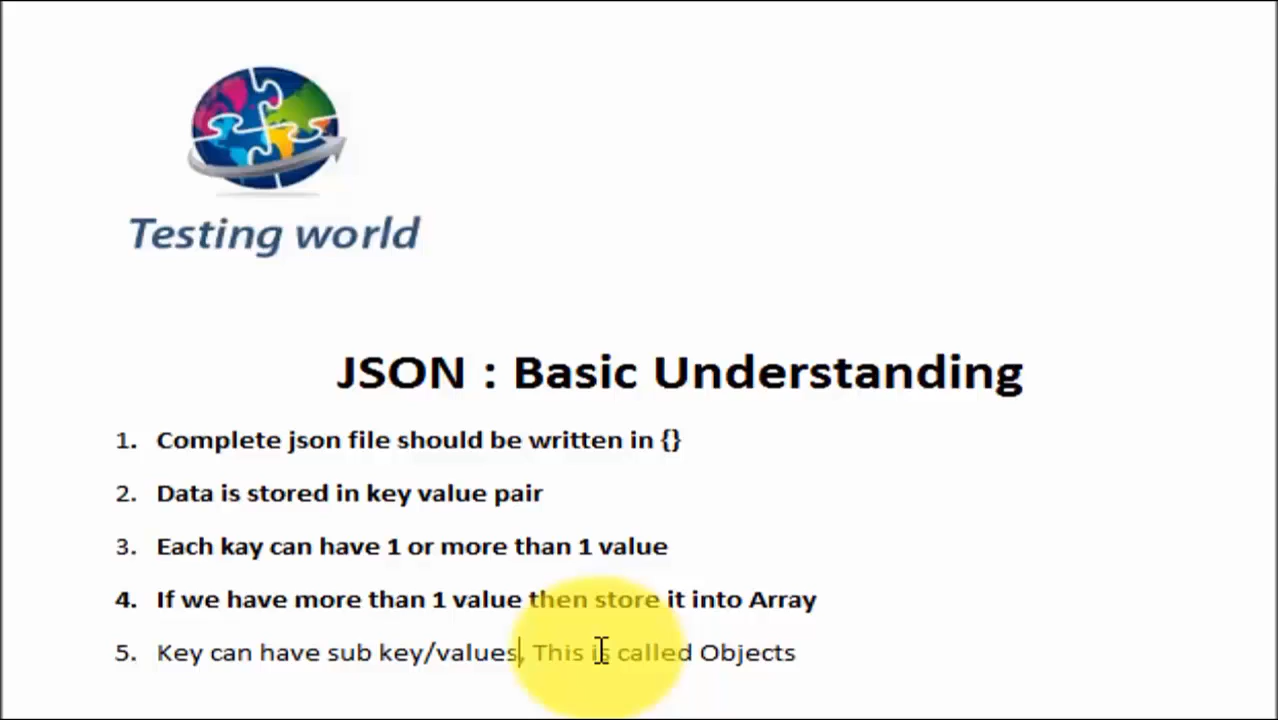 Testing world
JSON : Basic Understanding
1. Complete json file should be written in {}
2. Data is stored in key value pair
3. Each kay can have 1 or more than 1 value
4. If we have more than 1 value then store it into Array
5. Key can have sub key/values, This is called Objects